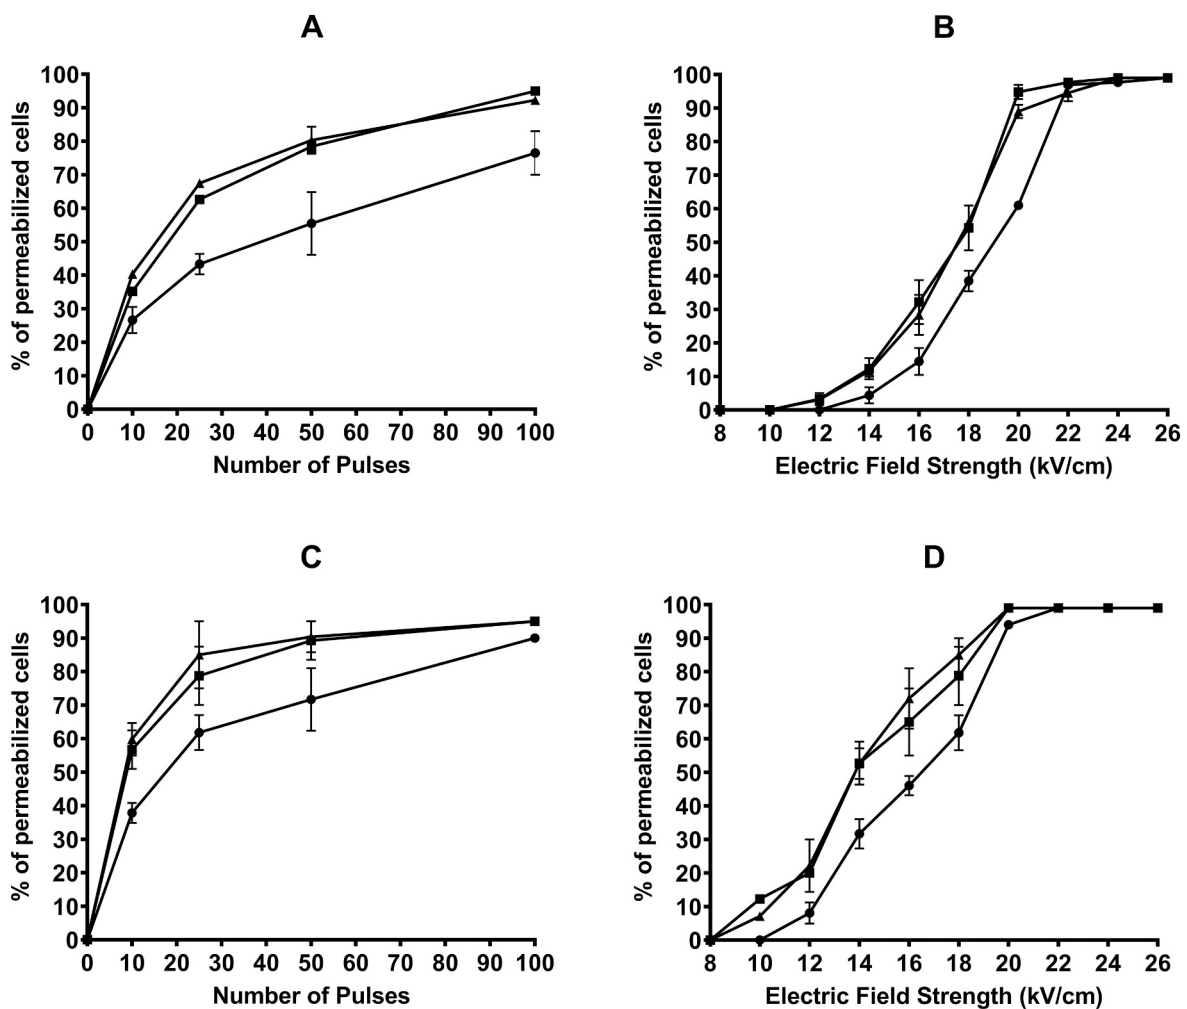 A
% of permeabilized cells
100
90
80
70
60
50
40
30
20
10
0
0 10 20 30 40 50 60 70 80 90 100
Number of Pulses
B
% of permeabilized cells
100
90
80
70
60
50
40
30
20
10
0
8 10 12 14 16 18 20 22 24 26
Electric Field Strength (kV/cm)
C
% of permeabilized cells
100
90
80
70
60
50
40
30
20
10
0
0 10 20 30 40 50 60 70 80 90 100
Number of Pulses
D
% of permeabilized cells
100
90
80
70
60
50
40
30
20
10
0
8 10 12 14 16 18 20 22 24 26
Electric Field Strength (kV/cm)